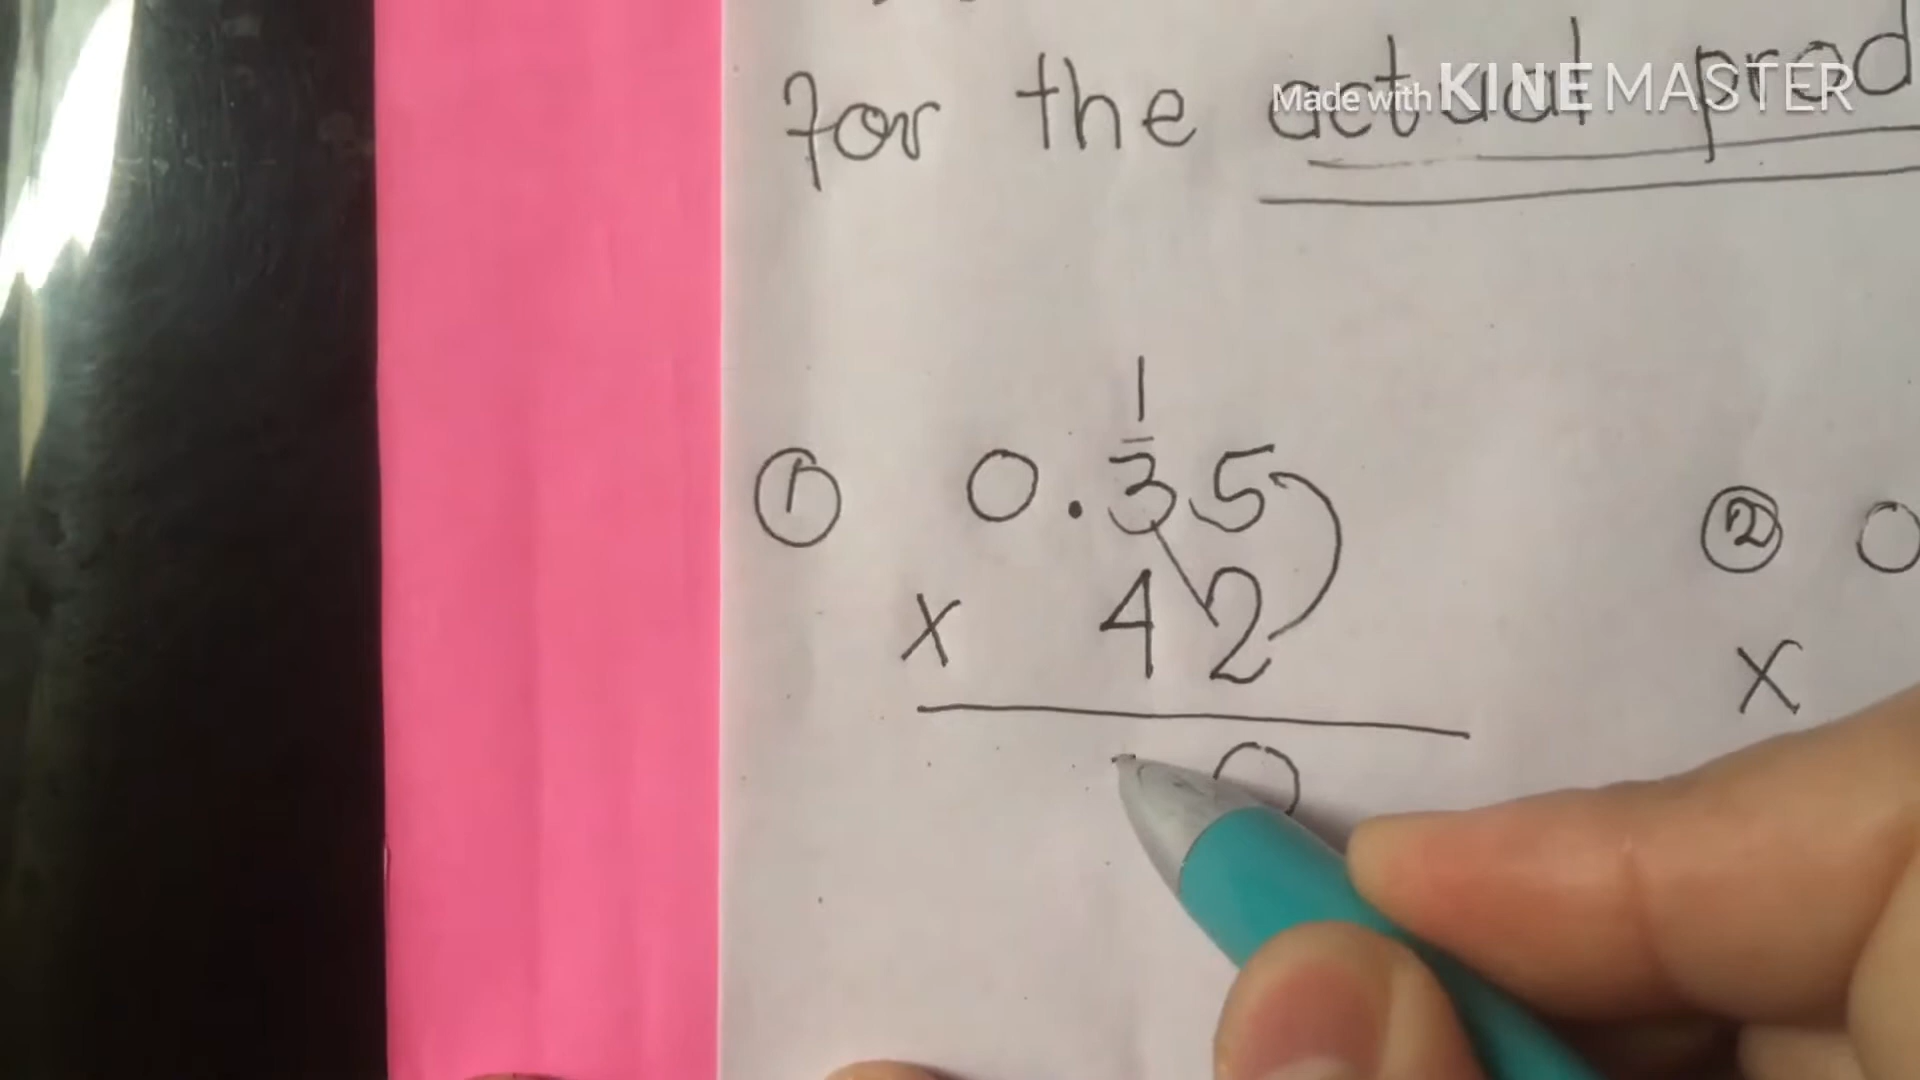 for the actual prod
Made with KINEMASTER
1
① 0.35
x 42
0
② 0
x